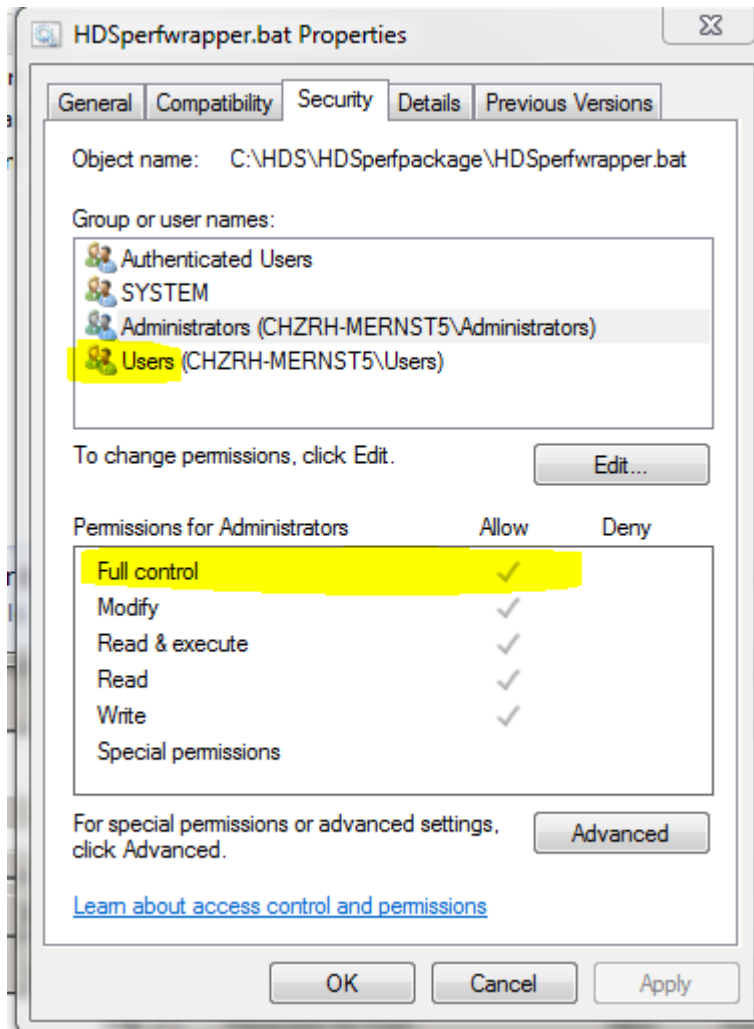 HDSperfwrapper.bat Properties
General Compatibility Security Details Previous Versions
Object name: C:\HDS\HDSperfpackage\HDSperfwrapper.bat
Group or user names:
Authenticated Users
SYSTEM
Administrators (CHZRH-MERNST5\Administrators)
Users (CHZRH-MERNST5\Users)
To change permissions, click Edit.
Edit...
Permissions for Administrators Allow Deny
Full control
Modify
Read & execute
Read
Write
Special permissions
For special permissions or advanced settings,
click Advanced.
Advanced
Learn about access control and permissions
OK Cancel Apply